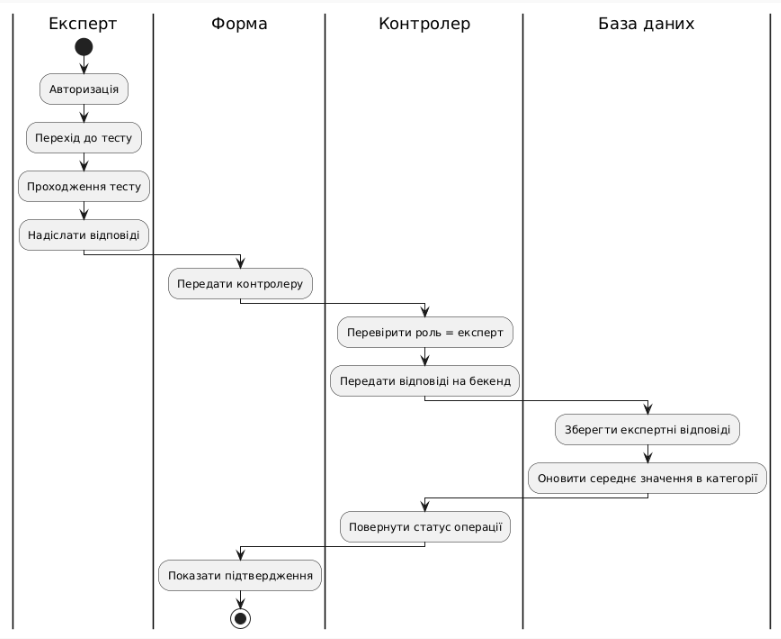 Експерт
Форма
Контролер
База даних
Авторизація
Перехід до тесту
Проходження тесту
Надіслати відповіді
Передати контролеру
Перевірити роль = експерт
Передати відповіді на бекенд
Зберегти експертні відповіді
Оновити середнє значення в категорії
Повернути статус операції
Показати підтвердження